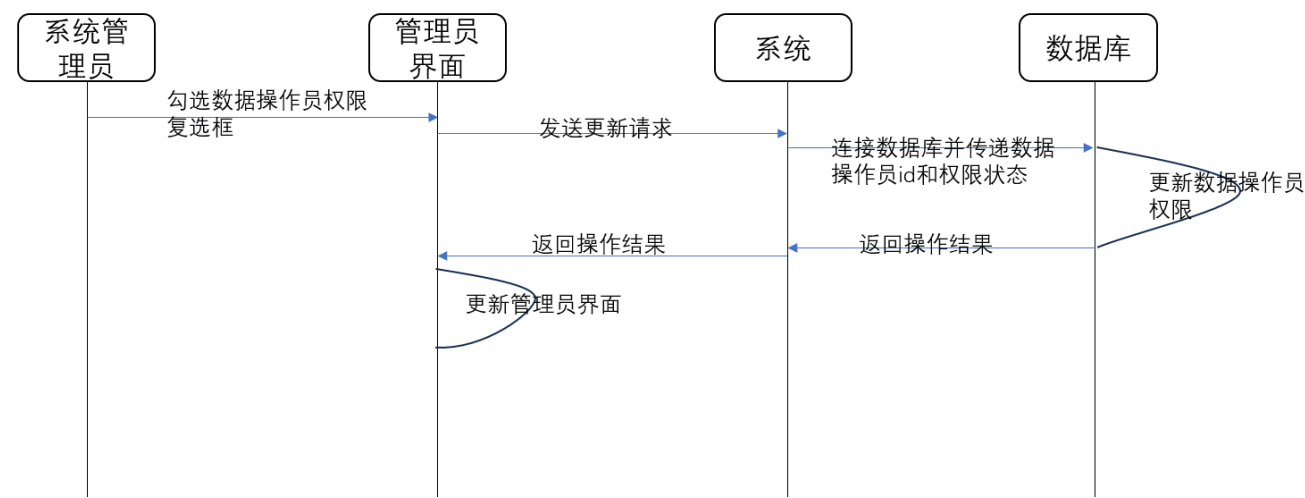 系统管
理员
管理员
界面
系统
数据库
勾选数据操作员权限
复选框
发送更新请求
连接数据库并传递数据
操作员id和权限状态
更新数据操作员
权限
返回操作结果
返回操作结果
更新管理员界面